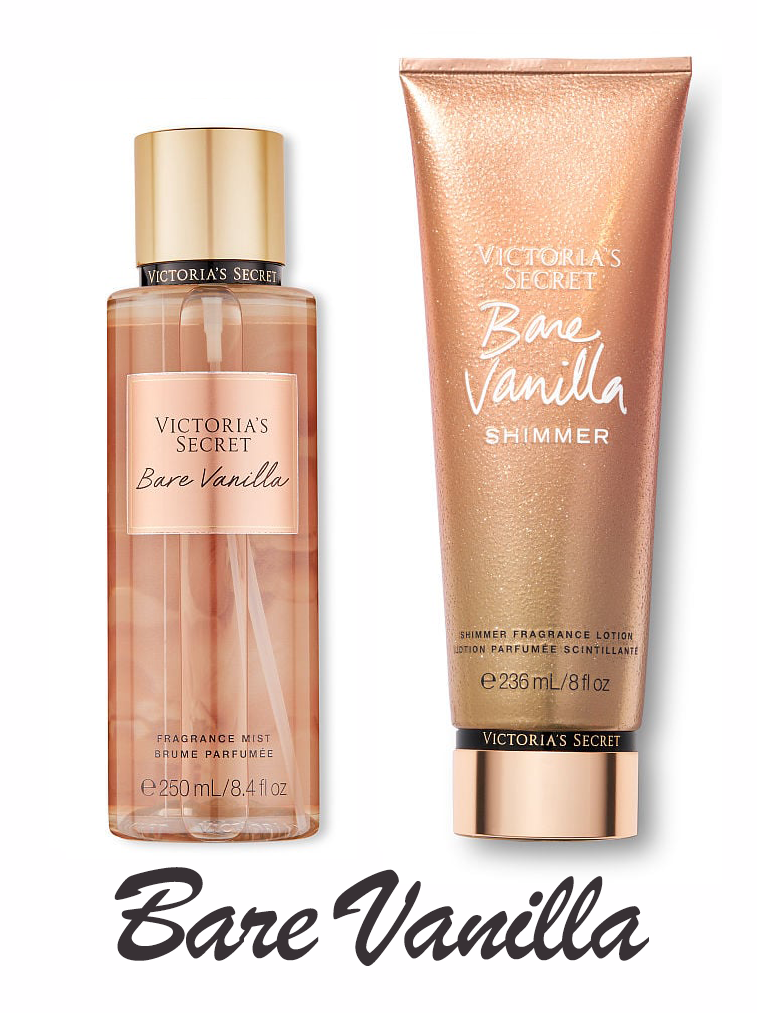 VICTORIA'S SECRET
VICTORIA'S
SECRET
Bare Vanilla
FRAGRANCE MIST
BRUME PARFUMÉE
℮250 mL/8.4 fl oz
VICTORIA'S
SECRET
Bare
Vanilla
SHIMMER
SHIMMER FRAGRANCE LOTION
LOTION PARFUMÉE SCINTILLANTE
℮236 mL/8 fl oz
VICTORIA'S SECRET
Bare Vanilla